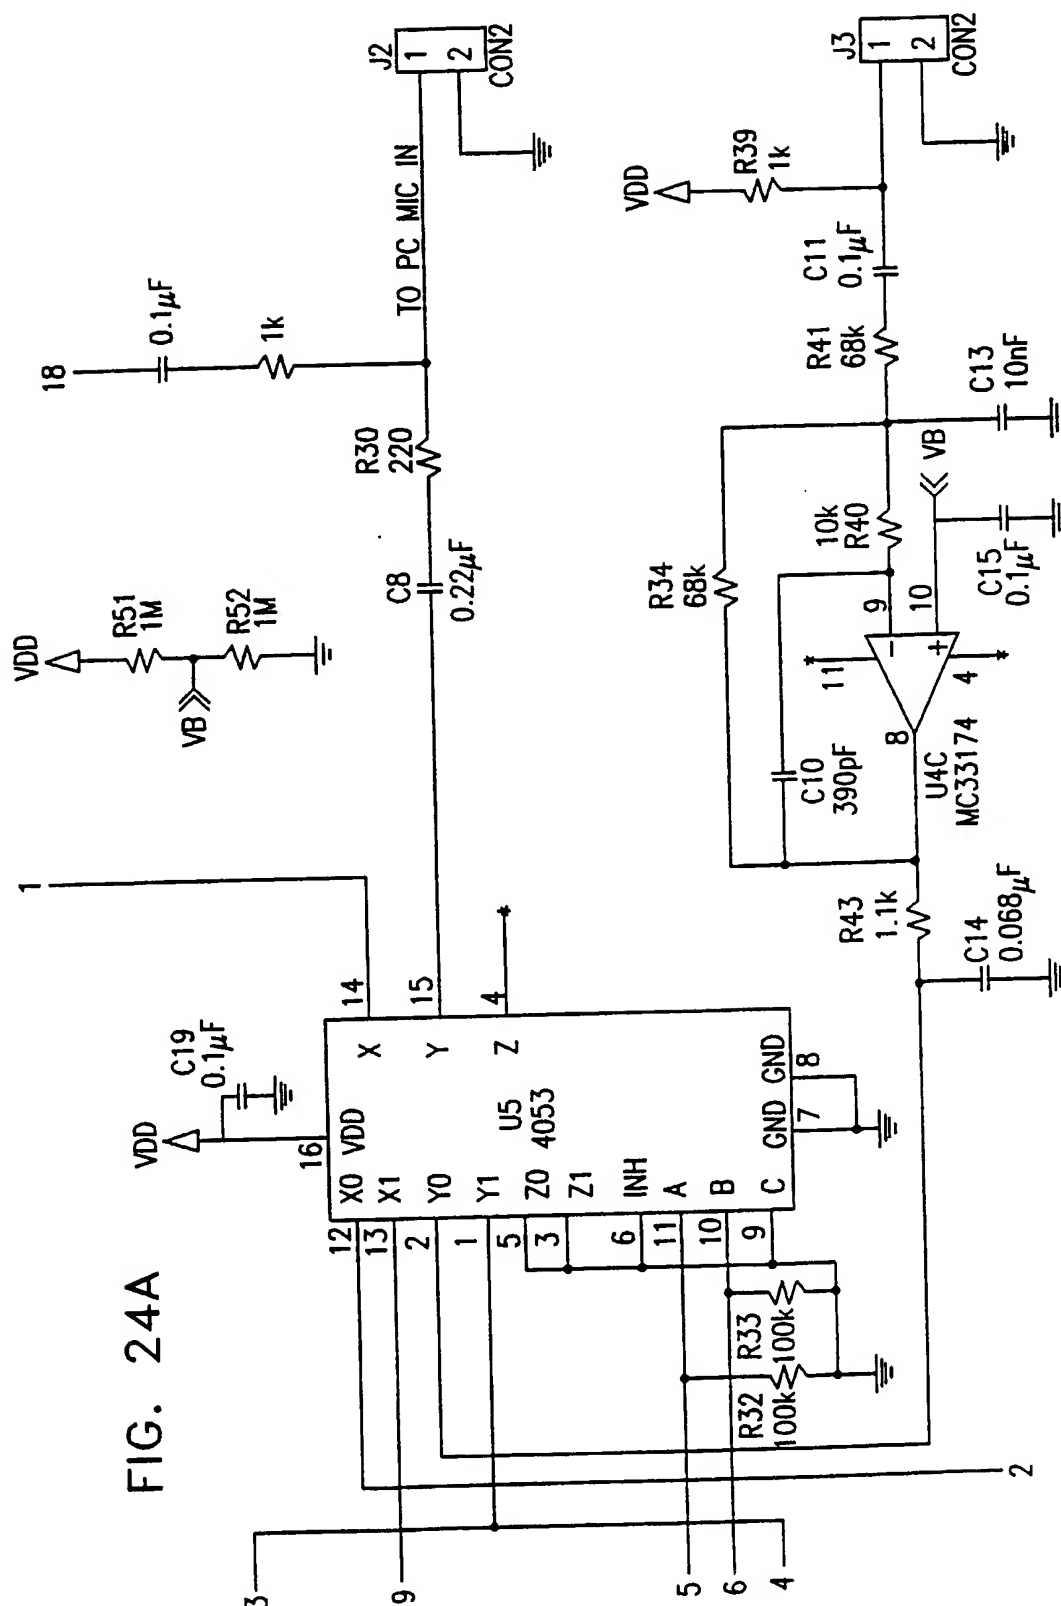 FIG. 24A
1
18
VDD
R51
1M
R52
1M
VB
VDD
C19
0.1µF
0.1µF
1k
J2
1
2
CON2
TO PC MIC IN
R30
220
C8
0.22µF
16
VDD
12
X0
13
X1
2
Y0
1
Y1
5
Z0
3
Z1
6
INH
11
A
10
B
9
C
X
14
Y
15
Z
4
U5
4053
GND
7
GND
8
R33
100k
R32
100k
3
9
5
6
4
2
VDD
R39
1k
J3
1
2
CON2
C11
0.1µF
R41
68k
C13
10nF
R34
68k
10k
R40
VB
C15
0.1µF
9
10
11
4
8
–
+
U4C
MC33174
C10
390pF
R43
1.1k
C14
0.068µF